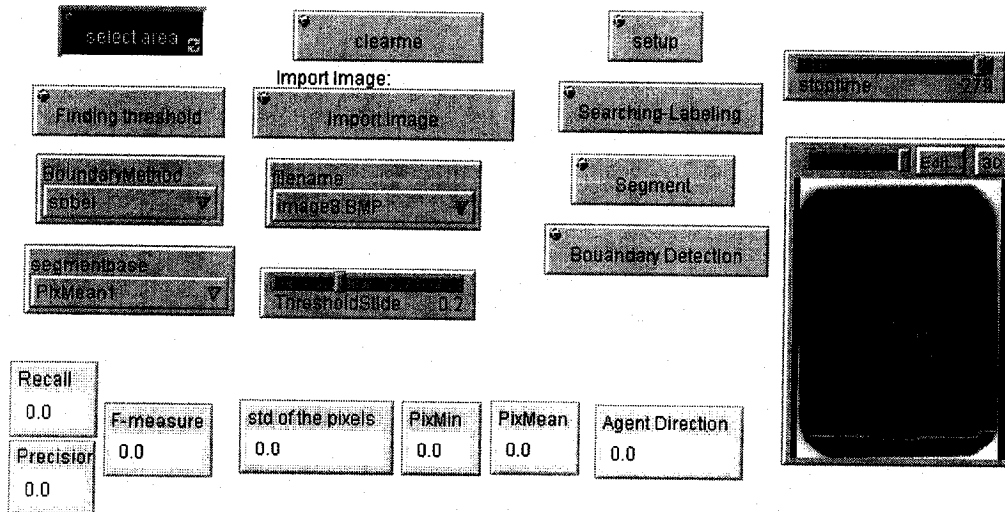 select area
clearme
setup
Import Image:
stoptime 279
Finding threshold
Import Image
Searching-Labeling
Edit
3D
BoundaryMethod
sobel
filename
image8.BMP
Segment
segmentbase
PixMean1
ThresholdSlide 0.2
Bouandary Detection
Recall
0.0
F-measure
0.0
std of the pixels
0.0
PixMin
0.0
PixMean
0.0
Agent Direction
0.0
Precision
0.0